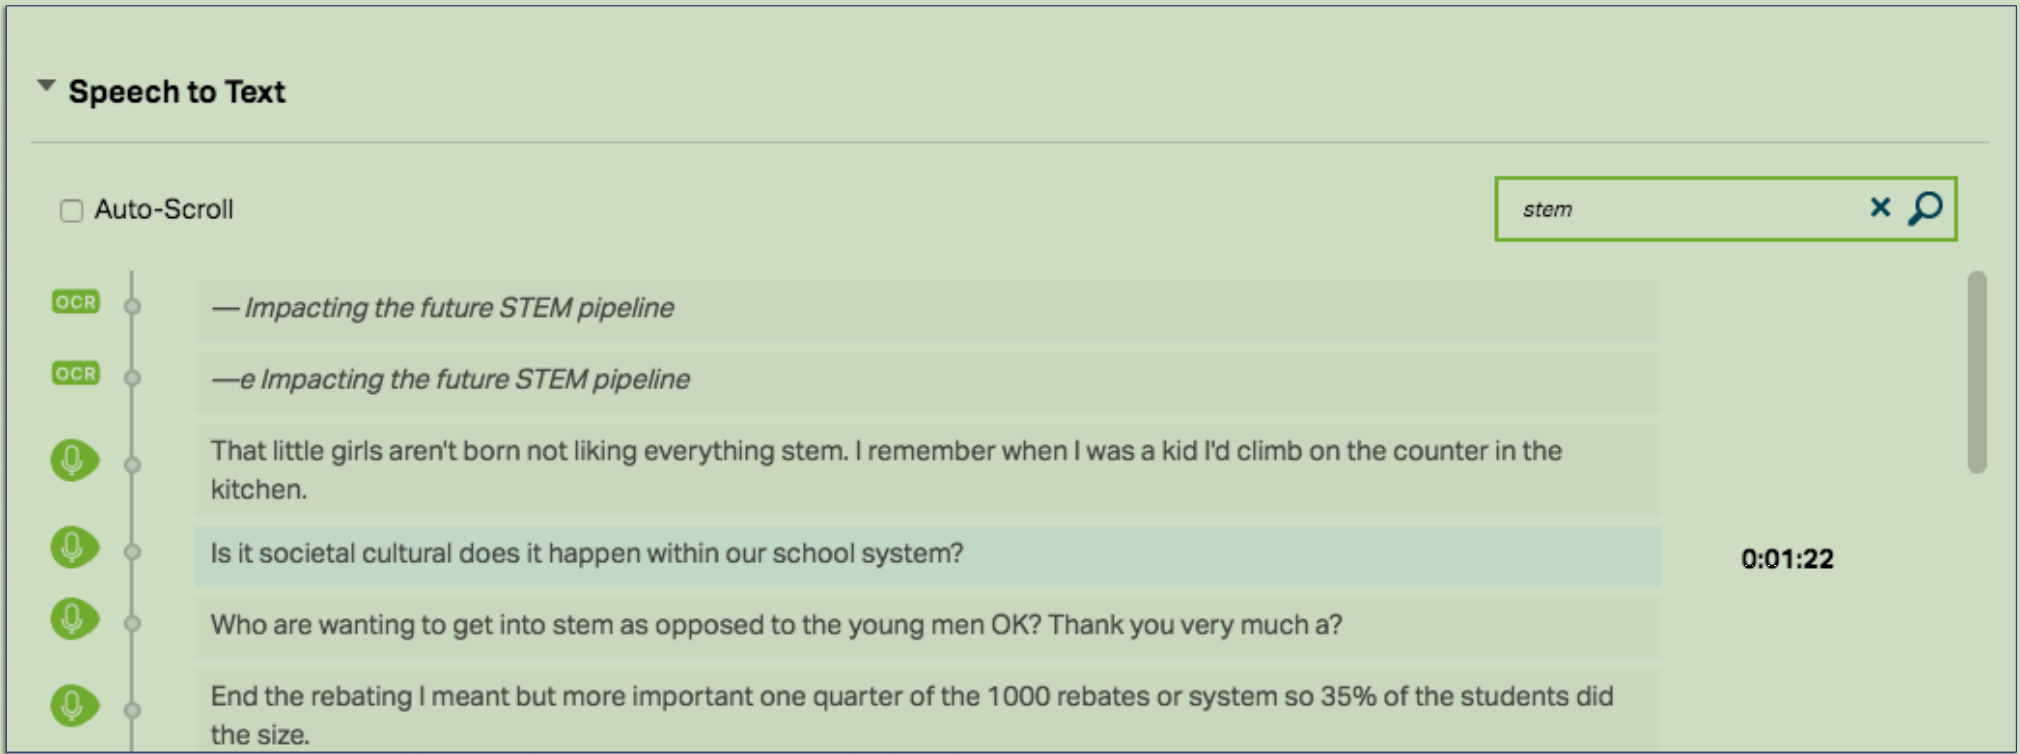 Speech to Text
Auto-Scroll
stem
OCR
— Impacting the future STEM pipeline
OCR
—e Impacting the future STEM pipeline
That little girls aren't born not liking everything stem. I remember when I was a kid I'd climb on the counter in the
kitchen.
Is it societal cultural does it happen within our school system?
0:01:22
Who are wanting to get into stem as opposed to the young men OK? Thank you very much a?
End the rebating I meant but more important one quarter of the 1000 rebates or system so 35% of the students did
the size.